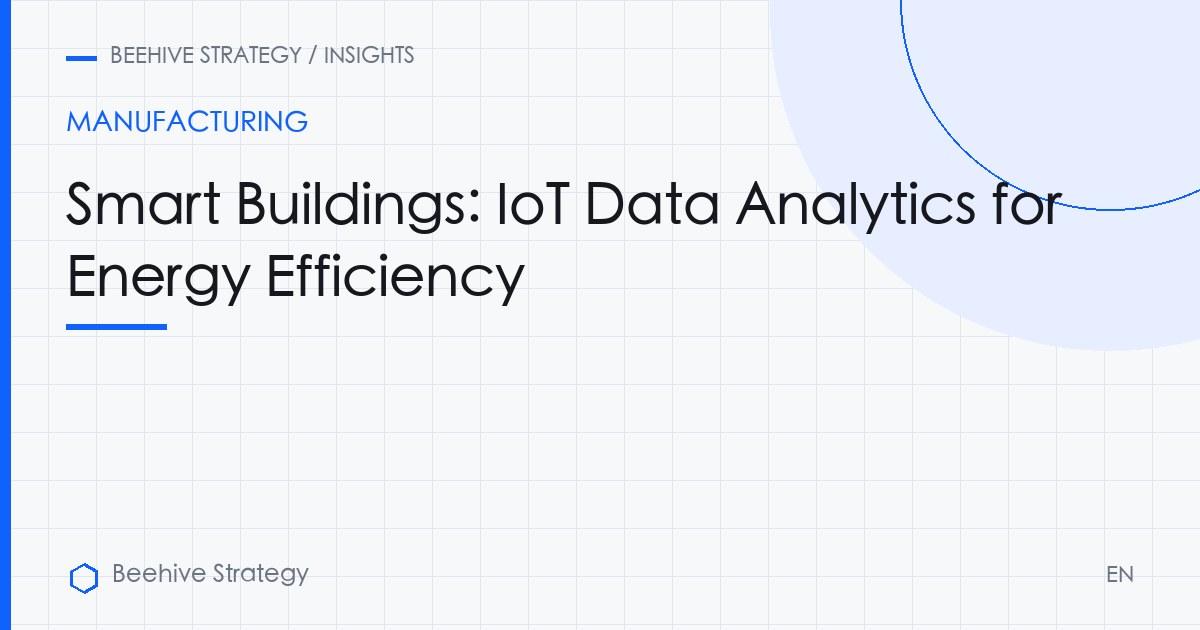 BEEHIVE STRATEGY / INSIGHTS
MANUFACTURING
Smart Buildings: IoT Data Analytics for
Energy Efficiency
Beehive Strategy
EN